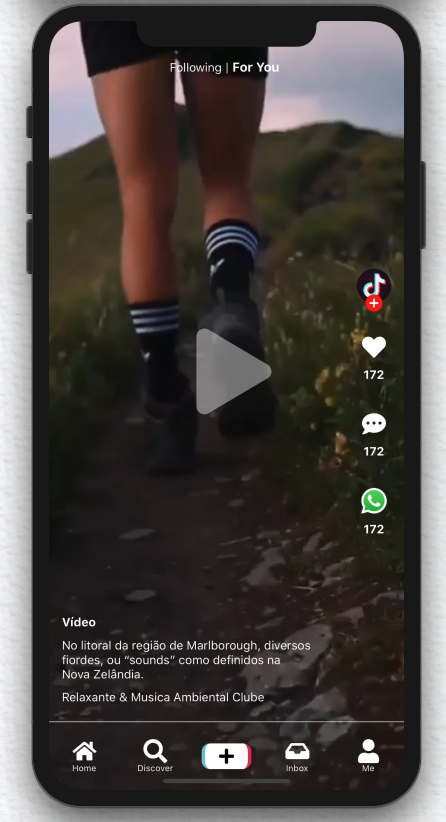 Following | For You
172
172
172
Vídeo
No litoral da região de Marlborough, diversos
fiordes, ou “sounds” como definidos na
Nova Zelândia.
Relaxante & Musica Ambiental Clube
Home
Discover
Inbox
Me